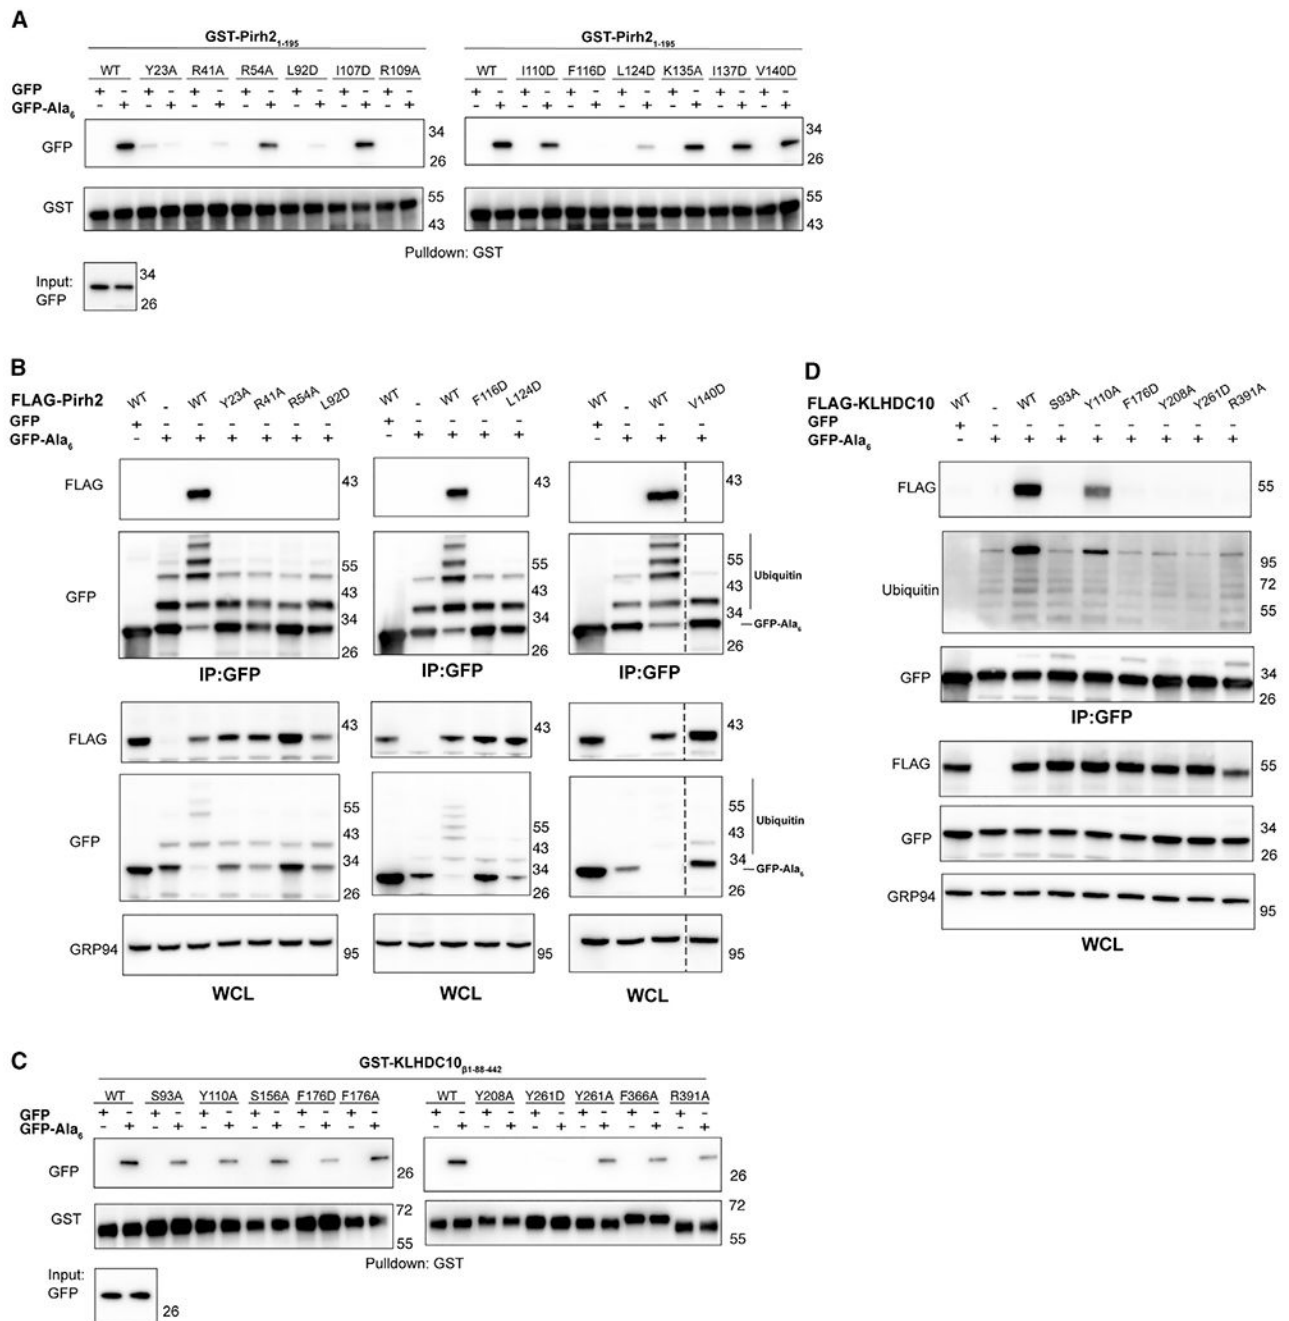 A
GST-Pirh2₁₋₁₉₅ GST-Pirh2₁₋₁₉₅
WT Y23A R41A R54A L92D I107D R109A WT I110D F116D L124D K135A I137D V140D
GFP + - + - + - + - + - + - + - + - + - + - + - + - + - + -
GFP-Ala₆ - + - + - + - + - + - + - + - + - + - + - + - + - + - +
GFP 34 26 34 26
GST 55 43 55 43
Pulldown: GST
Input: GFP 34 26
B
FLAG-Pirh2 WT - WT Y23A R41A R54A L92D WT - WT F116D L124D WT - WT V140D
GFP + - - - - - - + - - - - + - - -
GFP-Ala₆ - + + + + + + - + + + + - + + +
FLAG 43 43 43
GFP 55 43 34 26 55 43 34 26 55 43 34 26 Ubiquitin GFP-Ala₆
IP:GFP IP:GFP IP:GFP
FLAG 43 43 43
GFP 55 43 34 26 55 43 34 26 55 43 34 26 Ubiquitin GFP-Ala₆
GRP94 95 95 95
WCL WCL WCL
D
FLAG-KLHDC10 WT - WT S93A Y110A F176D Y208A Y261D R391A
GFP + - - - - - - - -
GFP-Ala₆ - + + + + + + + +
FLAG 55
Ubiquitin 95 72 55
GFP 34 26
IP:GFP
FLAG 55
GFP 34 26
GRP94 95
WCL
C
GST-KLHDC10β1-88-442
WT S93A Y110A S156A F176D F176A WT Y208A Y261D Y261A F366A R391A
GFP + - + - + - + - + - + - + - + - + - + - + - + -
GFP-Ala₆ - + - + - + - + - + - + - + - + - + - + - + - +
GFP 26 26
GST 72 55 72 55
Pulldown: GST
Input: GFP 26